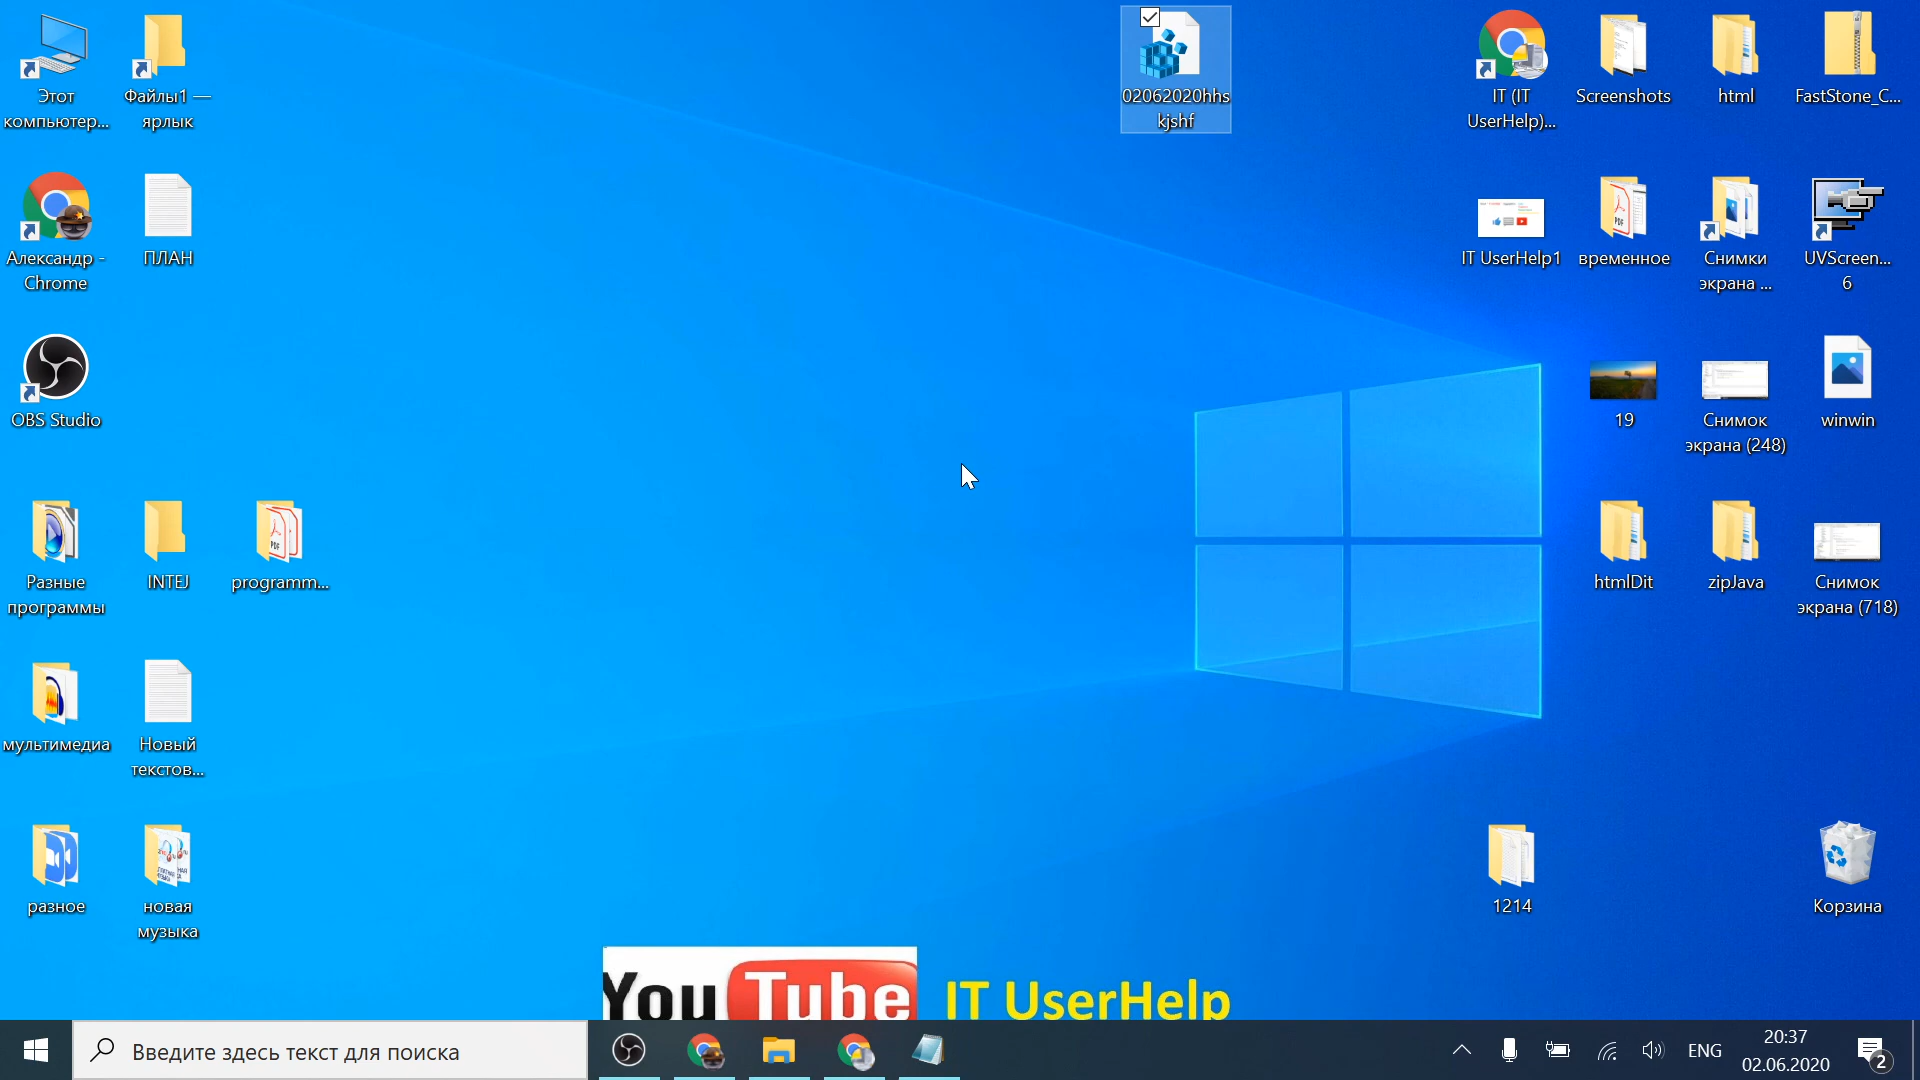 Этот
компьютер...
Файлы1 —
ярлык
02062020hhs
kjshf
IT (IT
UserHelp)...
Screenshots
html
FastStone_C...
Александр -
Chrome
ПЛАН
IT UserHelp1
временное
Снимки
экрана ...
UVScreen...
6
OBS Studio
19
Снимок
экрана (248)
winwin
Разные
программы
INTEJ
programm...
htmlDit
zipJava
Снимок
экрана (718)
мультимедиа
Новый
текстов...
разное
новая
музыка
1214
Корзина
YouTube
IT UserHelp
Введите здесь текст для поиска
ENG
20:37
02.06.2020
2